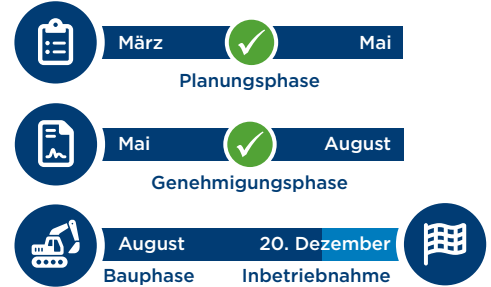 März Mai
Planungsphase
Mai August
Genehmigungsphase
August 20. Dezember
Bauphase Inbetriebnahme